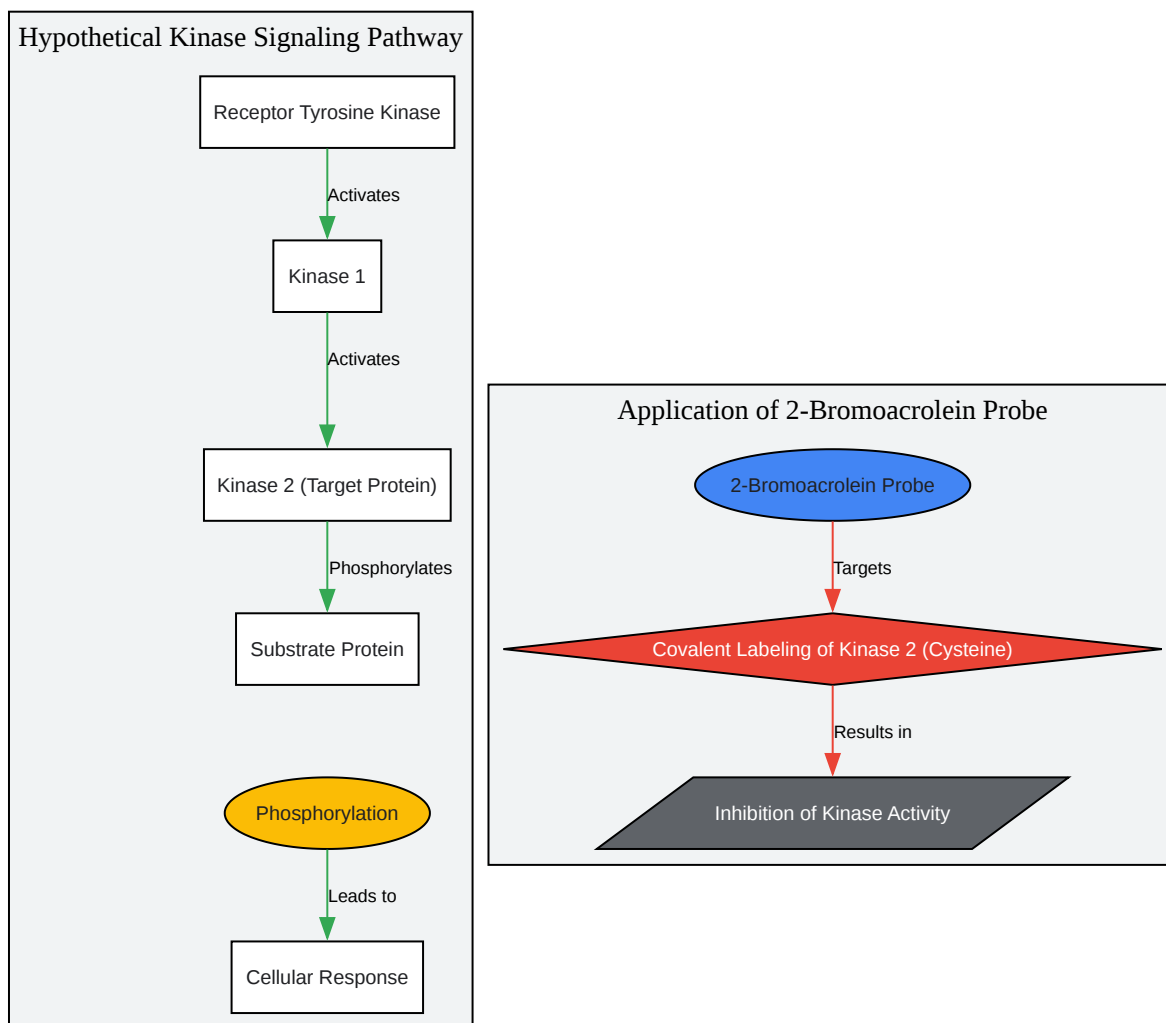 Hypothetical Kinase Signaling Pathway
Receptor Tyrosine Kinase
Activates
Kinase 1
Activates
Kinase 2 (Target Protein)
Phosphorylates
Substrate Protein
Phosphorylation
Leads to
Cellular Response
Application of 2-Bromoacrolein Probe
2-Bromoacrolein Probe
Targets
Covalent Labeling of Kinase 2 (Cysteine)
Results in
Inhibition of Kinase Activity